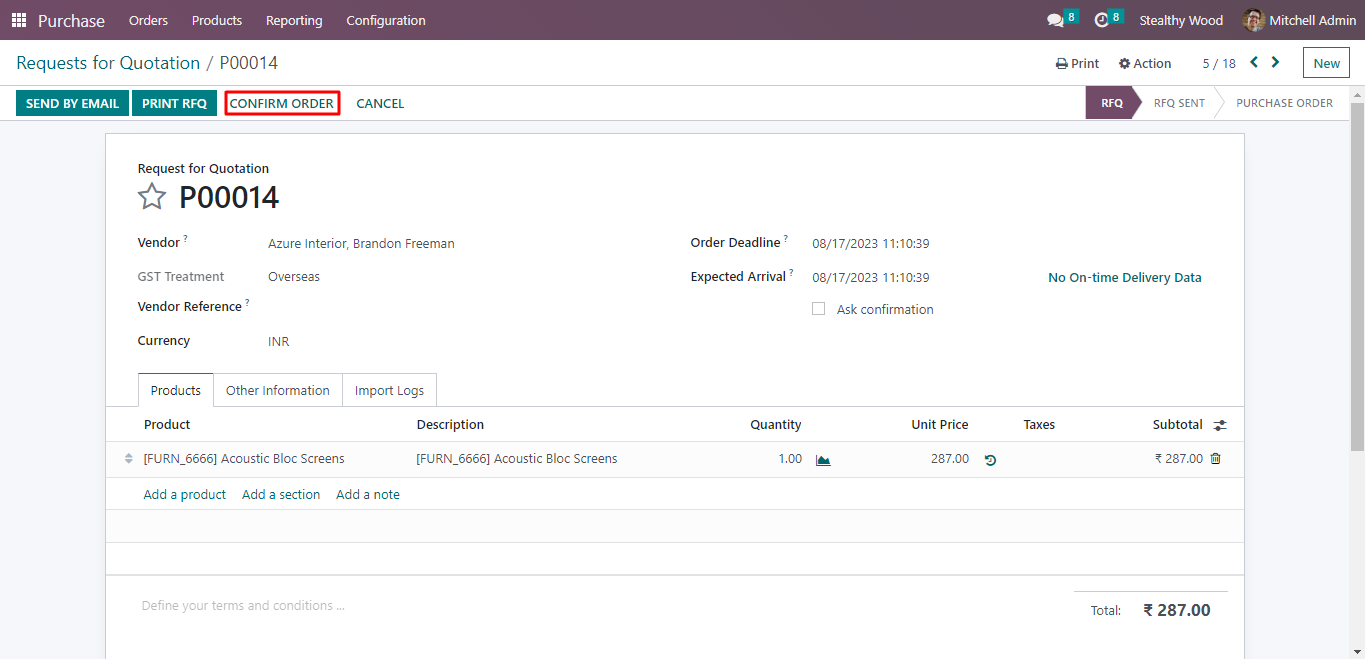 Purchase Orders Products Reporting Configuration 8 8 Stealthy Wood Mitchell Admin
Requests for Quotation / P00014 Print Action 5 / 18 New
SEND BY EMAIL PRINT RFQ CONFIRM ORDER CANCEL RFQ RFQ SENT PURCHASE ORDER
Request for Quotation
P00014
Vendor ? Azure Interior, Brandon Freeman Order Deadline ? 08/17/2023 11:10:39
GST Treatment Overseas Expected Arrival ? 08/17/2023 11:10:39 No On-time Delivery Data
Vendor Reference ? Ask confirmation
Currency INR
Products Other Information Import Logs
Product Description Quantity Unit Price Taxes Subtotal
[FURN_6666] Acoustic Bloc Screens [FURN_6666] Acoustic Bloc Screens 1.00 287.00 ₹ 287.00
Add a product Add a section Add a note
Define your terms and conditions ... Total: ₹ 287.00